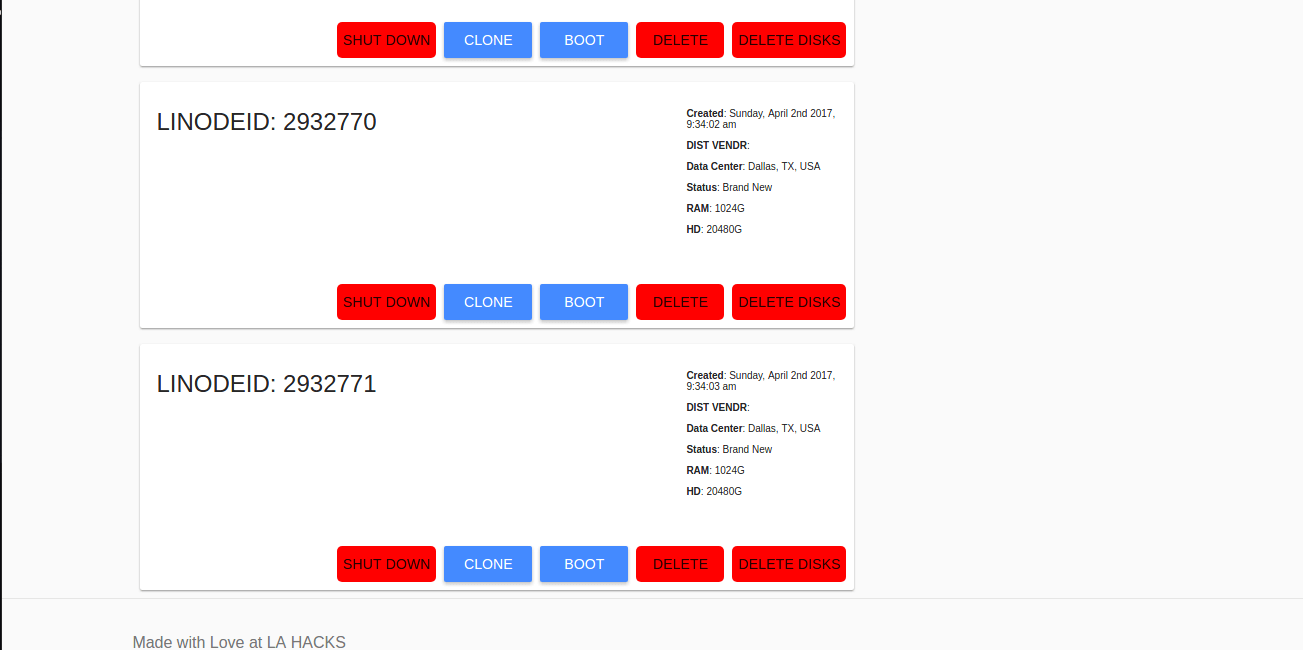 SHUT DOWN CLONE BOOT DELETE DELETE DISKS
LINODEID: 2932770
Created: Sunday, April 2nd 2017,
9:34:02 am
DIST VENDR:
Data Center: Dallas, TX, USA
Status: Brand New
RAM: 1024G
HD: 20480G
SHUT DOWN CLONE BOOT DELETE DELETE DISKS
LINODEID: 2932771
Created: Sunday, April 2nd 2017,
9:34:03 am
DIST VENDR:
Data Center: Dallas, TX, USA
Status: Brand New
RAM: 1024G
HD: 20480G
SHUT DOWN CLONE BOOT DELETE DELETE DISKS
Made with Love at LA HACKS